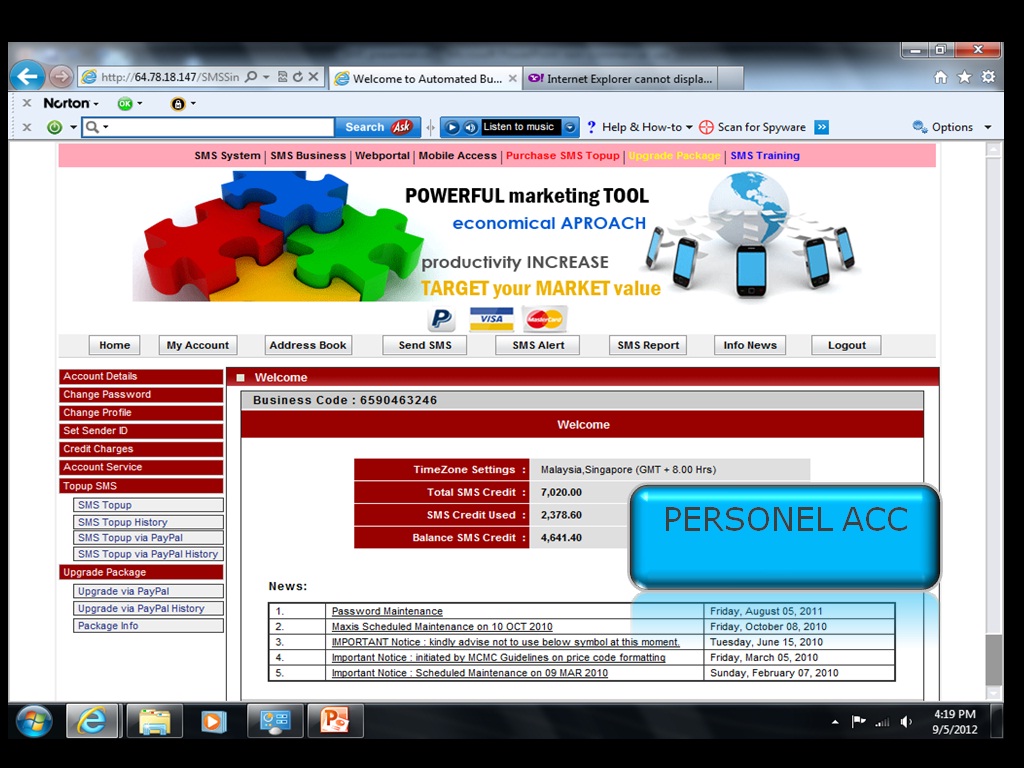 http://64.78.18.147/SMSSin
Welcome to Automated Bu...
Y! Internet Explorer cannot displa...
x Norton OK
x Search Ask Listen to music ? Help & How-to Scan for Spyware » Options
SMS System | SMS Business | Webportal | Mobile Access | Purchase SMS Topup | Upgrade Package | SMS Training
POWERFUL marketing TOOL
economical APROACH
productivity INCREASE
TARGET your MARKET value
P VISA MasterCard
Home My Account Address Book Send SMS SMS Alert SMS Report Info News Logout
Account Details
Change Password
Change Profile
Set Sender ID
Credit Charges
Account Service
Topup SMS
SMS Topup
SMS Topup History
SMS Topup via PayPal
SMS Topup via PayPal History
Upgrade Package
Upgrade via PayPal
Upgrade via PayPal History
Package Info
Welcome
Business Code : 6590463246
Welcome
TimeZone Settings : Malaysia,Singapore (GMT + 8.00 Hrs)
Total SMS Credit : 7,020.00
SMS Credit Used : 2,378.60
Balance SMS Credit : 4,641.40
PERSONEL ACC
News:
1. Password Maintenance Friday, August 05, 2011
2. Maxis Scheduled Maintenance on 10 OCT 2010 Friday, October 08, 2010
3. IMPORTANT Notice : kindly advise not to use below symbol at this moment. Tuesday, June 15, 2010
4. Important Notice : initiated by MCMC Guidelines on price code formatting Friday, March 05, 2010
5. Important Notice : Scheduled Maintenance on 09 MAR 2010 Sunday, February 07, 2010
4:19 PM
9/5/2012